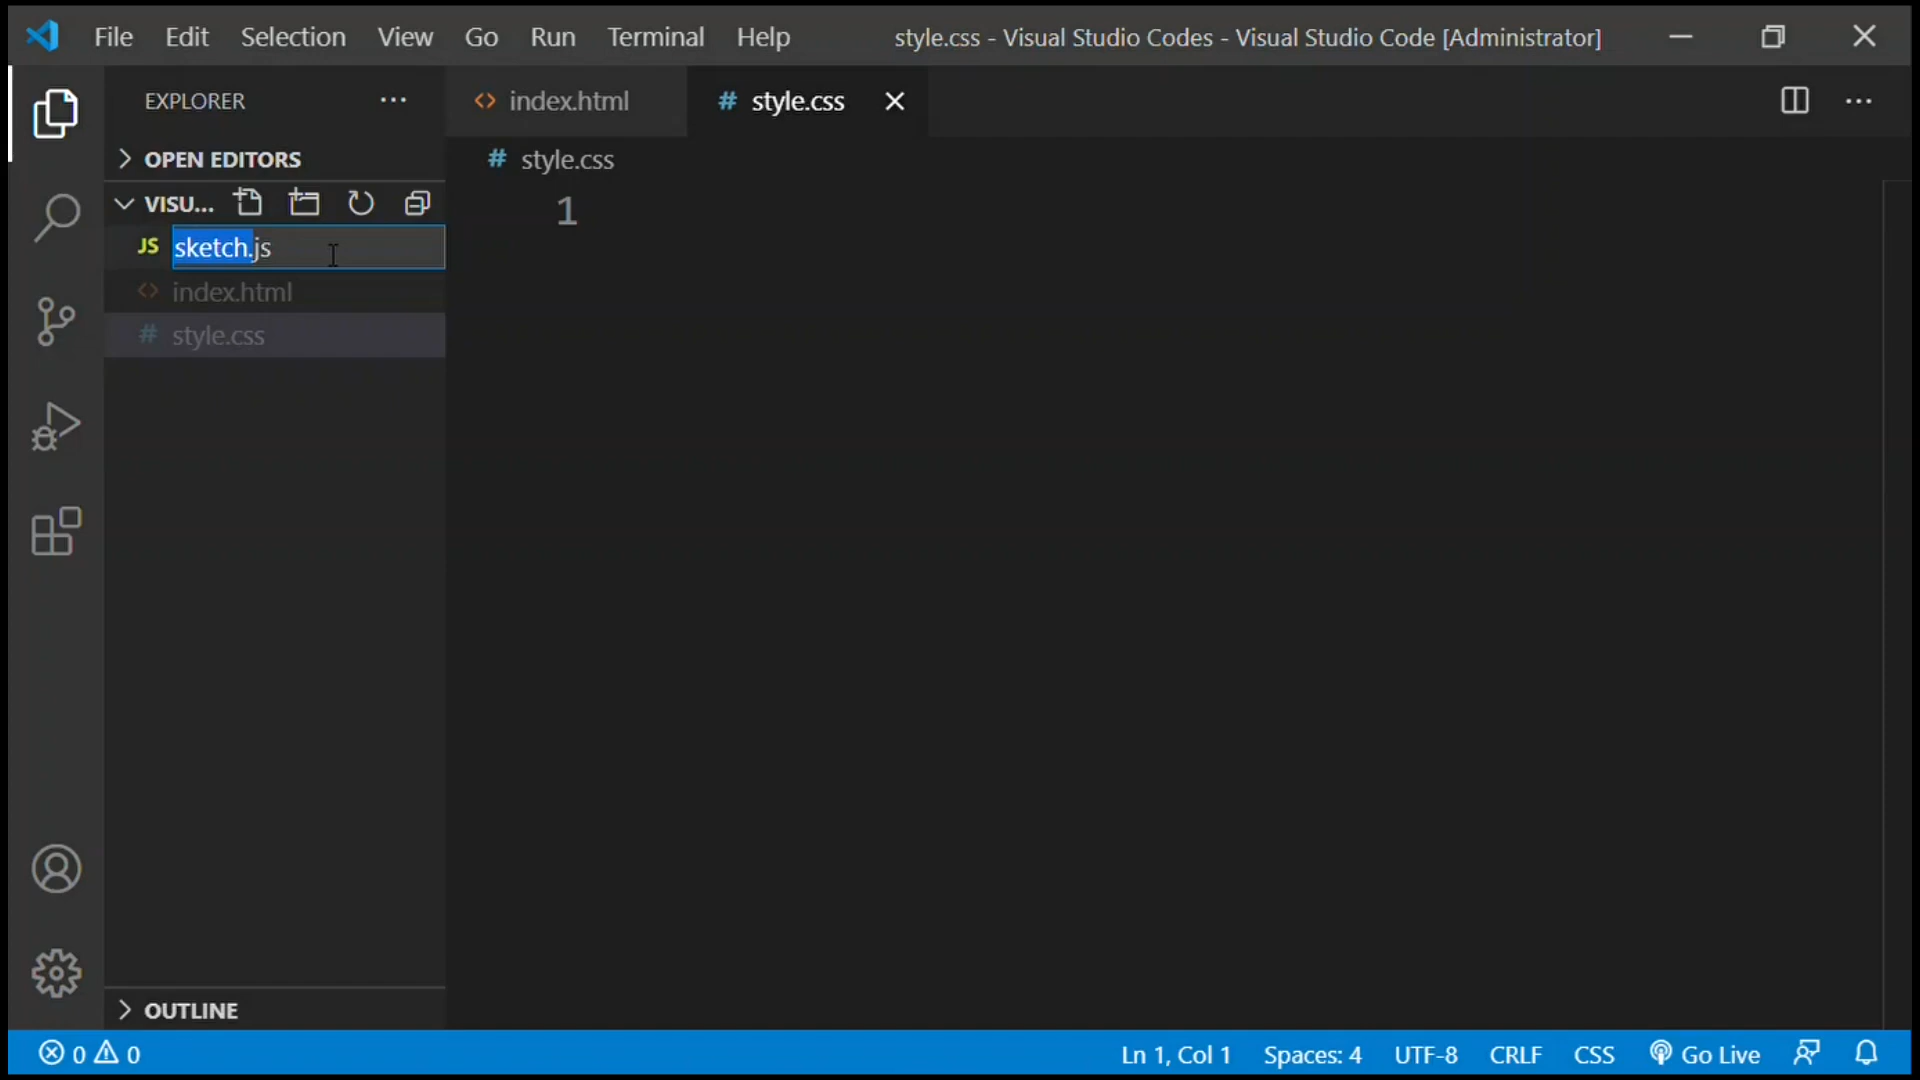 File Edit Selection View Go Run Terminal Help style.css - Visual Studio Codes - Visual Studio Code [Administrator]
EXPLORER
index.html
# style.css
OPEN EDITORS
# style.css
VISU...
1
JS sketch.js
<> index.html
# style.css
OUTLINE
0 0 Ln 1, Col 1 Spaces: 4 UTF-8 CRLF CSS Go Live